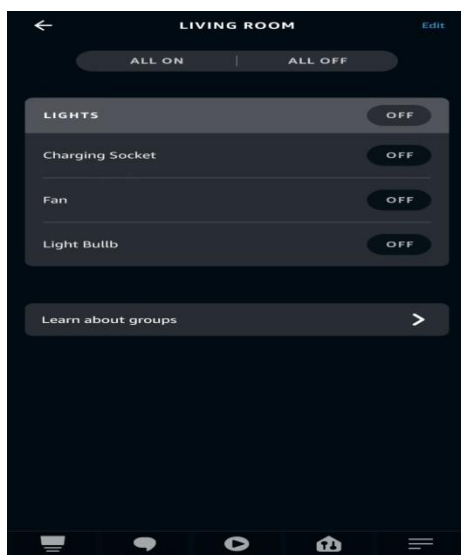 LIVING ROOM Edit
ALL ON | ALL OFF
LIGHTS OFF
Charging Socket OFF
Fan OFF
Light Bullb OFF
Learn about groups